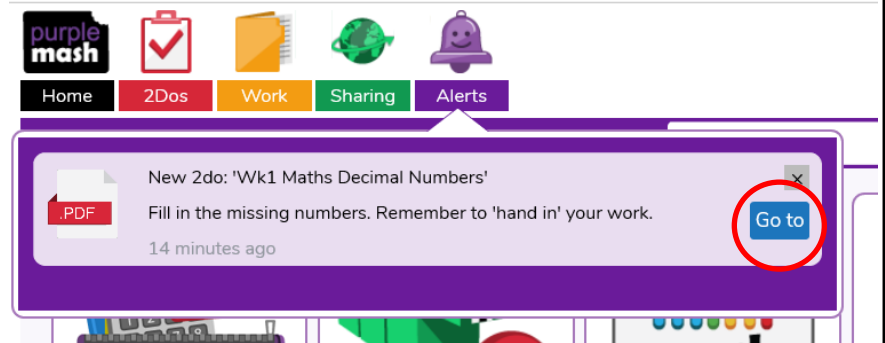 purple
mash
Home 2Dos Work Sharing Alerts
New 2do: 'Wk1 Maths Decimal Numbers'
×
.PDF
Fill in the missing numbers. Remember to 'hand in' your work.
Go to
14 minutes ago